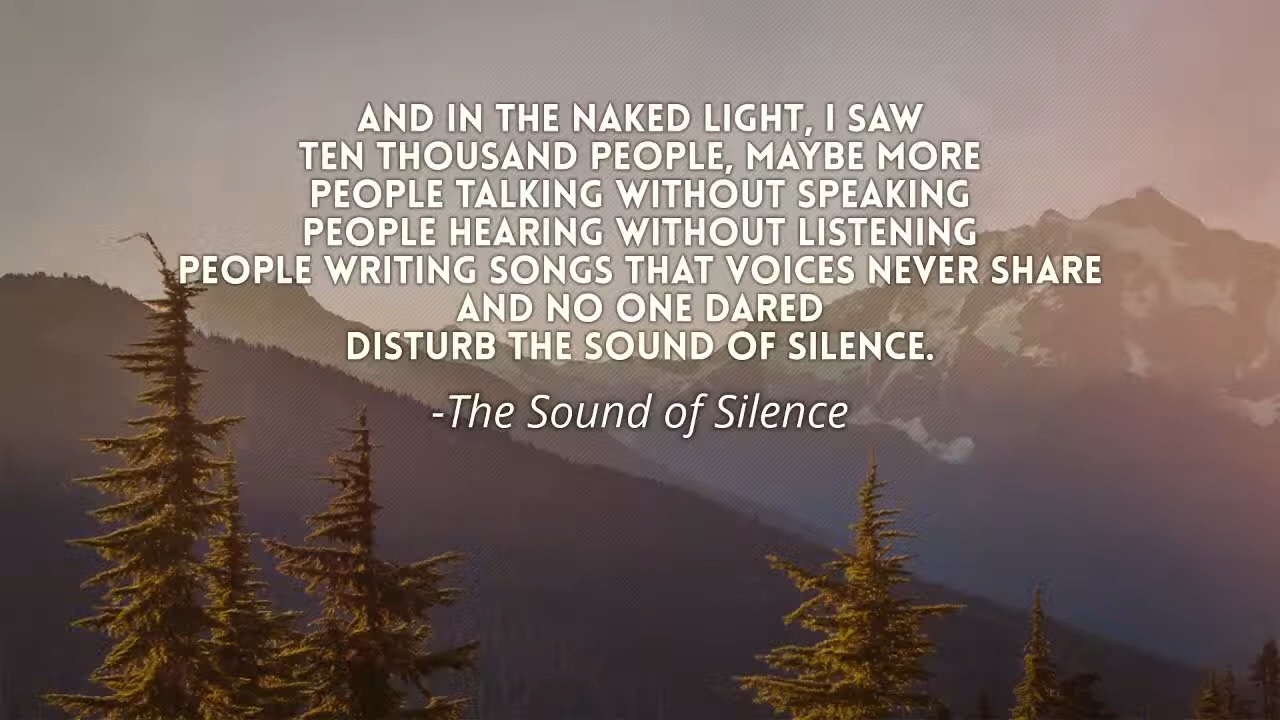 AND IN THE NAKED LIGHT, I SAW
TEN THOUSAND PEOPLE, MAYBE MORE
PEOPLE TALKING WITHOUT SPEAKING
PEOPLE HEARING WITHOUT LISTENING
PEOPLE WRITING SONGS THAT VOICES NEVER SHARE
AND NO ONE DARED
DISTURB THE SOUND OF SILENCE.
-The Sound of Silence